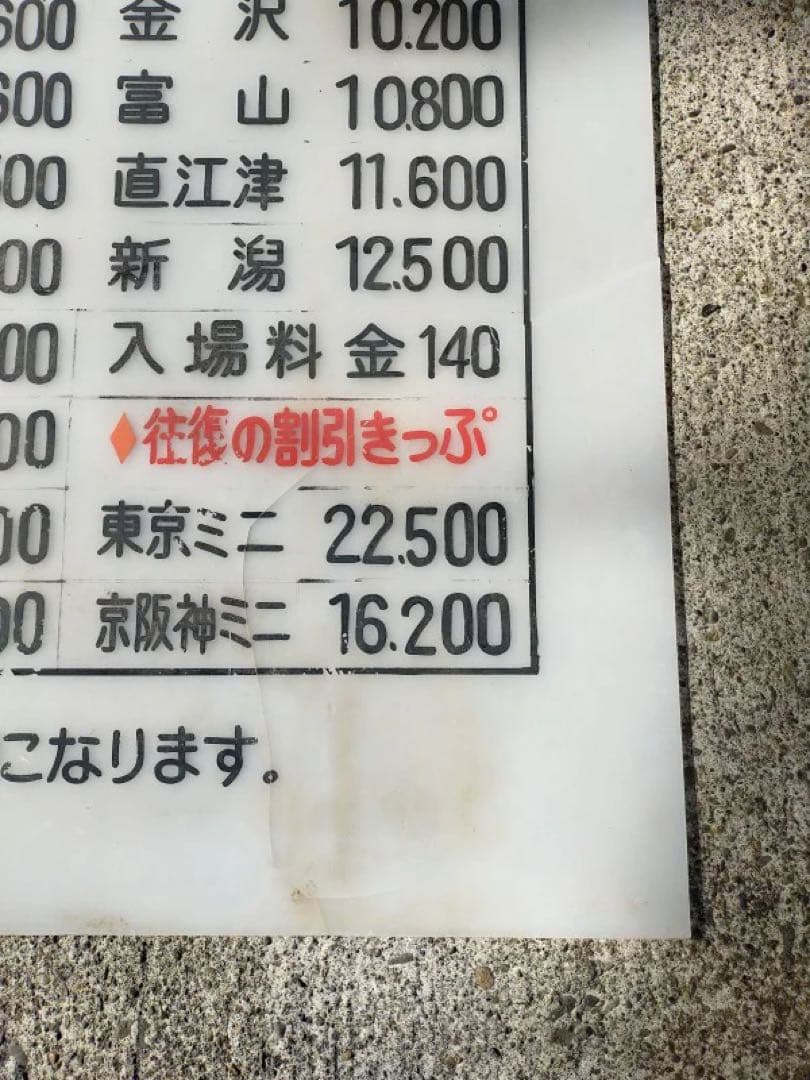 600 金沢 10.200
600 富山 10.800
500 直江津 11.600
00 新潟 12.500
00 入場料金 140
00 ♦往復の割引きっぷ
00 東京ミニ 22.500
00 京阪神ミニ 16.200
になります。